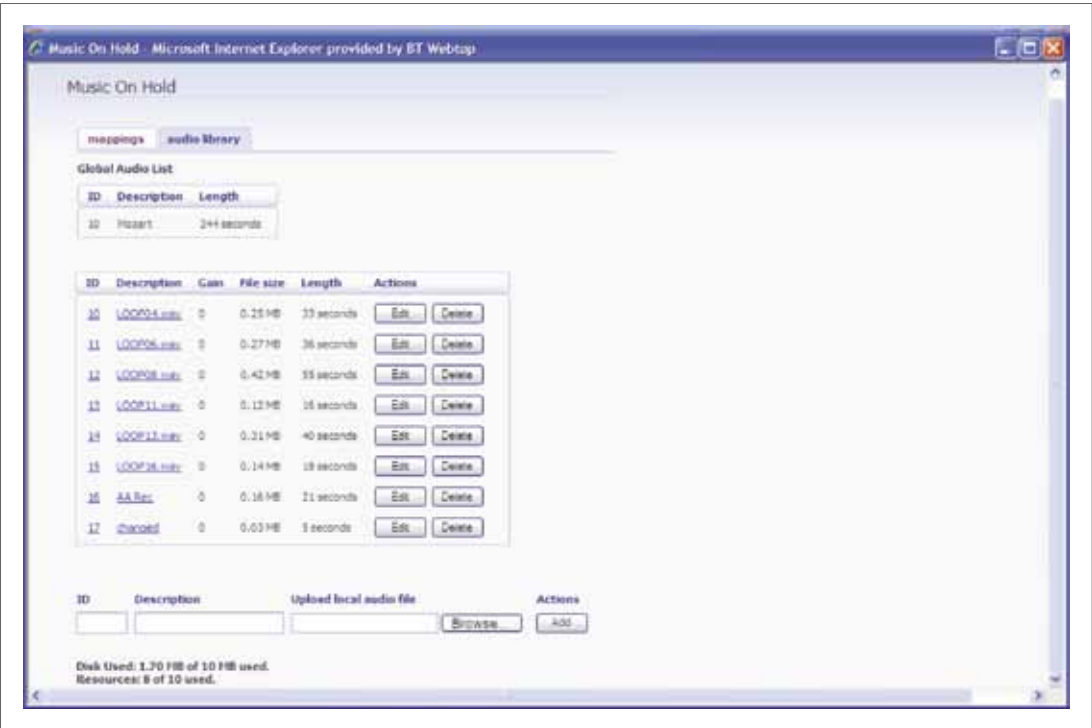 Music On Hold - Microsoft Internet Explorer provided by BT Webtop
Music On Hold
mappings audio library
Global Audio List
ID Description Length
10 Mozart 244 seconds
ID Description Gain File size Length Actions
10 LOOP04.wav 0 0.25 MB 33 seconds Edit Delete
11 LOOP06.wav 0 0.27 MB 36 seconds Edit Delete
12 LOOP08.wav 0 0.42 MB 55 seconds Edit Delete
13 LOOP11.wav 0 0.12 MB 16 seconds Edit Delete
14 LOOP13.wav 0 0.31 MB 40 seconds Edit Delete
15 LOOP16.wav 0 0.14 MB 18 seconds Edit Delete
16 AA Rec 0 0.16 MB 21 seconds Edit Delete
17 changed 0 0.03 MB 5 seconds Edit Delete
ID Description Upload local audio file Actions
Browse... Add
Disk Used: 1.70 MB of 10 MB used.
Resources: 8 of 10 used.